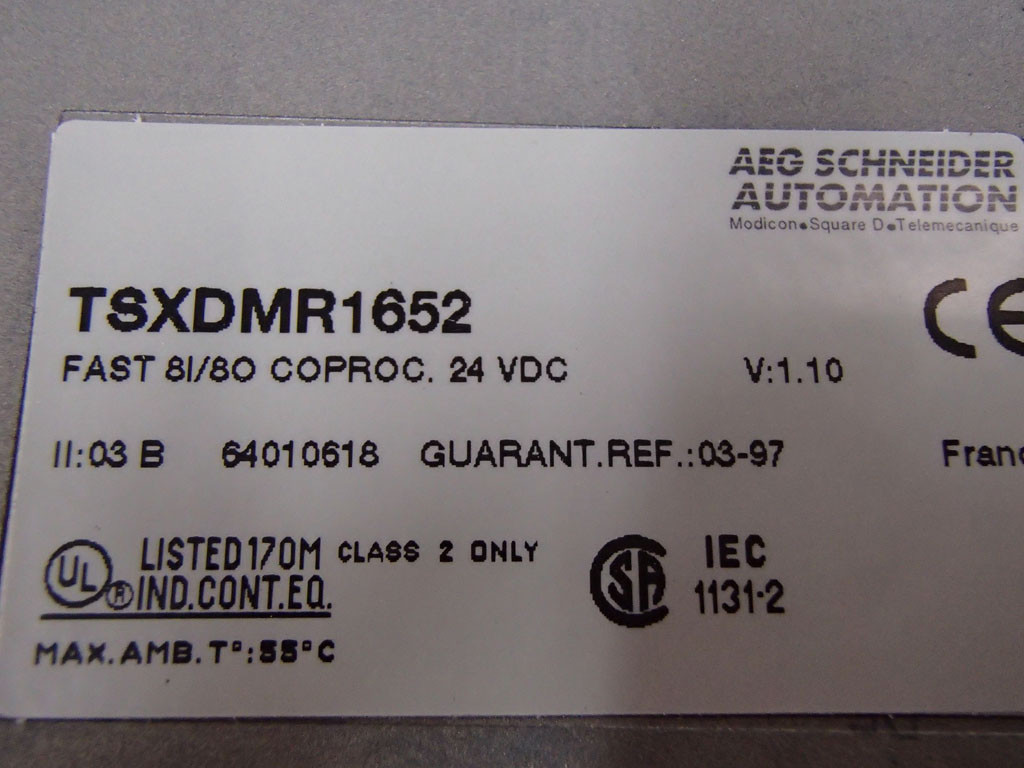 AEG SCHNEIDER
AUTOMATION
Modicon•Square D•Telemecanique
TSXDMR1652
CE
FAST 8I/8O COPROC. 24 VDC V:1.10
II:03 B 64010618 GUARANT.REF.:03-97 Franc
UL ® LISTED 170M CLASS 2 ONLY
IND.CONT.EQ.
SA IEC
1131-2
MAX.AMB.T°:55°C